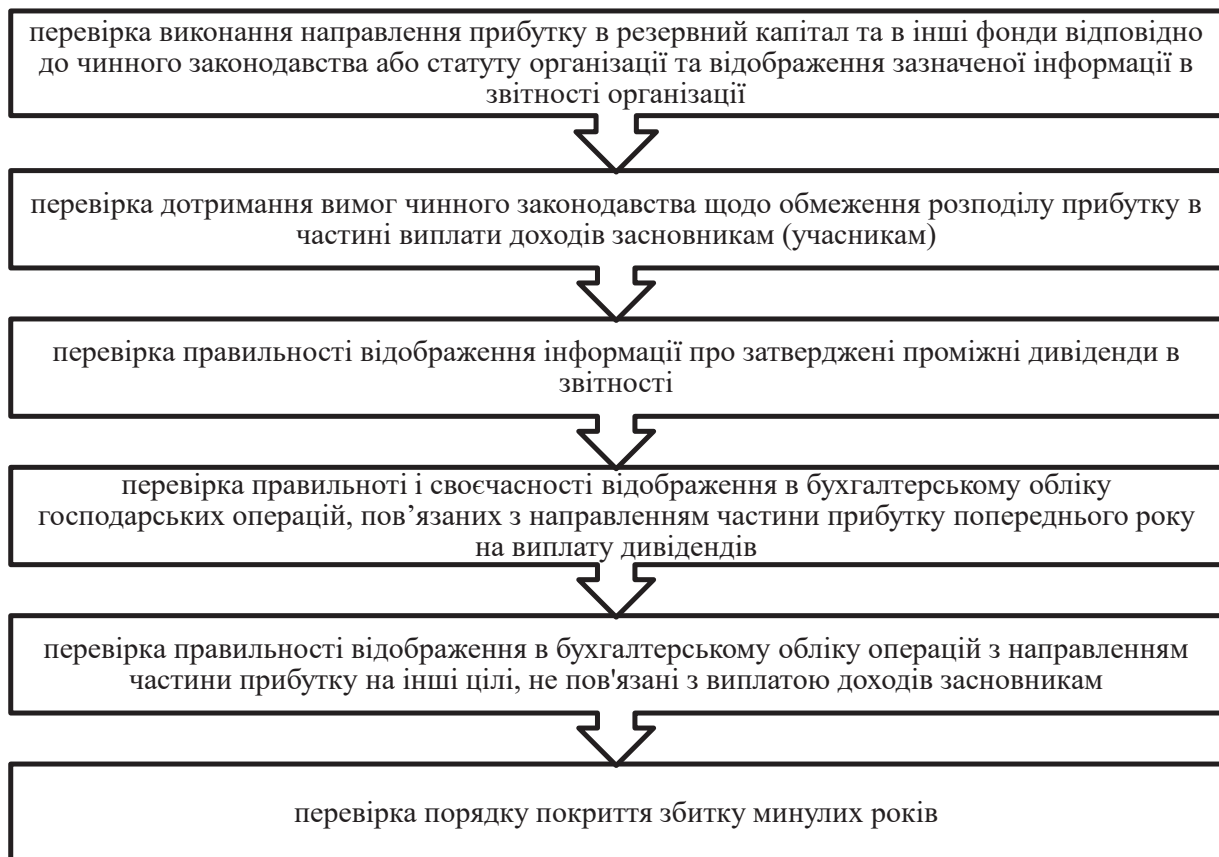 перевірка виконання направлення прибутку в резервний капітал та в інші фонди відповідно
до чинного законодавства або статуту організації та відображення зазначеної інформації в
звітності організації
перевірка дотримання вимог чинного законодавства щодо обмеження розподілу прибутку в
частині виплати доходів засновникам (учасникам)
перевірка правильності відображення інформації про затверджені проміжні дивіденди в
звітності
перевірка правильноті і своєчасності відображення в бухгалтерському обліку
господарських операцій, пов’язаних з направленням частини прибутку попереднього року
на виплату дивідендів
перевірка правильності відображення в бухгалтерському обліку операцій з направленням
частини прибутку на інші цілі, не пов'язані з виплатою доходів засновникам
перевірка порядку покриття збитку минулих років